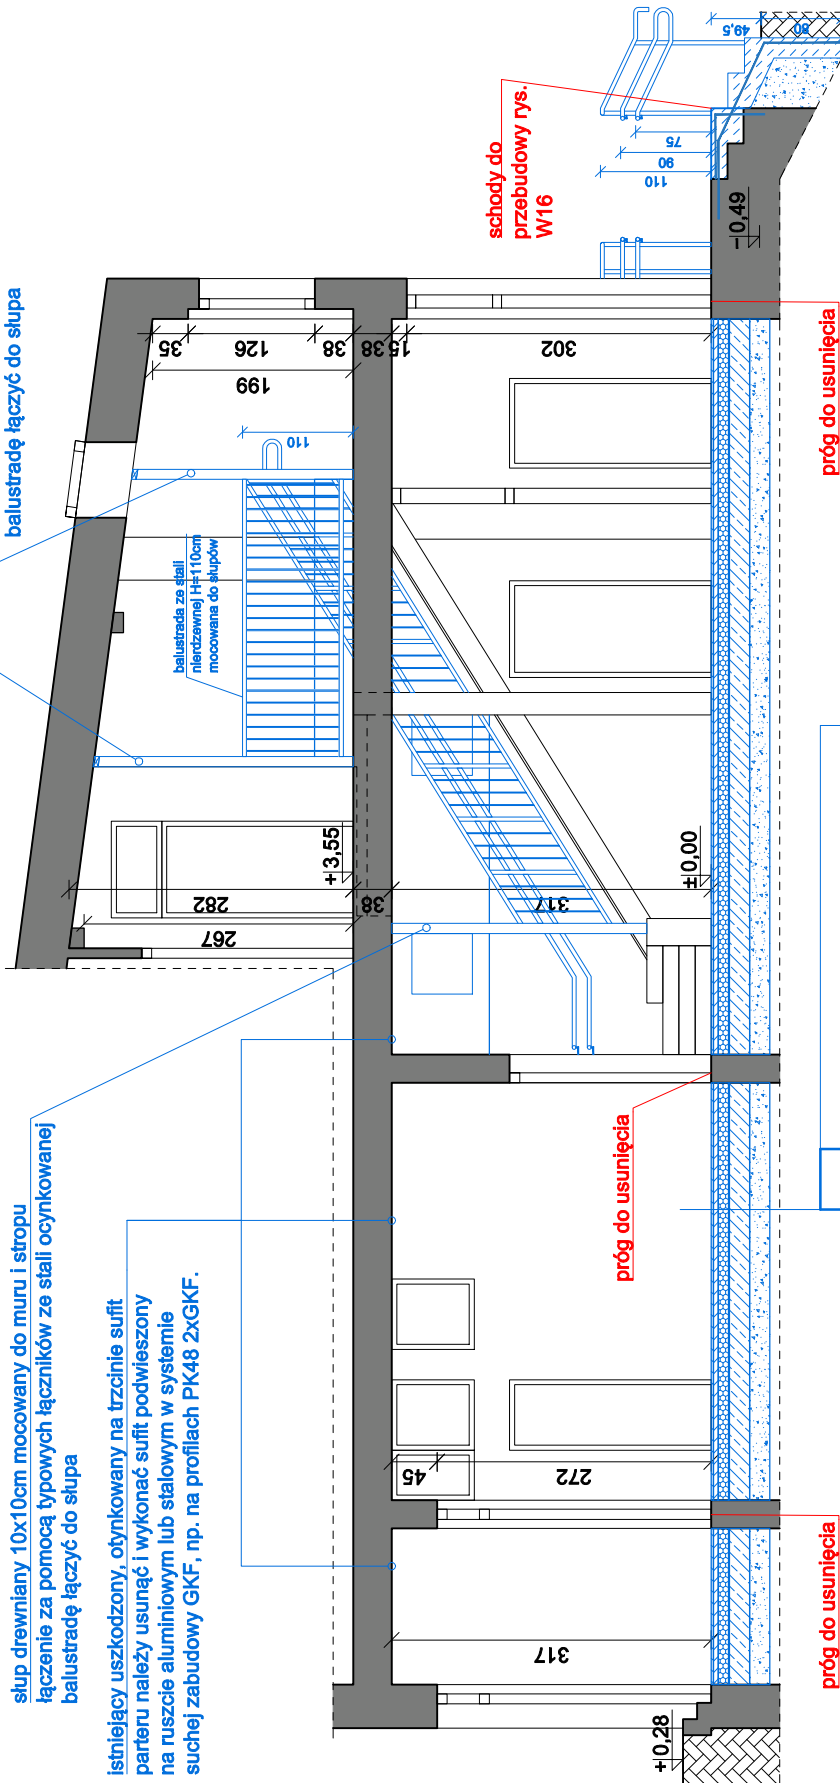 słup drewniany 10x10cm mocowany do muru i stropu
łączenie za pomocą typowych łączników ze stali ocynkowanej
balustradę łączyć do słupa
istniejący uszkodzony, otynkowany na trzcinie sufit
parteru należy usunąć i wykonać sufit podwieszony
na ruszcie aluminiowym lub stalowym w systemie
suchej zabudowy GKF, np. na profilach PK48 2xGKF.
balustradę łączyć do słupa
balustrada ze stali
nierdzewnej H=110cm
mocowana do słupów
schody do
przebudowy rys.
W16
próg do usunięcia
próg do usunięcia
próg do usunięcia
+3,55
±0,00
-0,49
+0,28
267
282
38
317
199
35
126
38
38
15
302
110
110
90
75
49,5
80
45
272
317